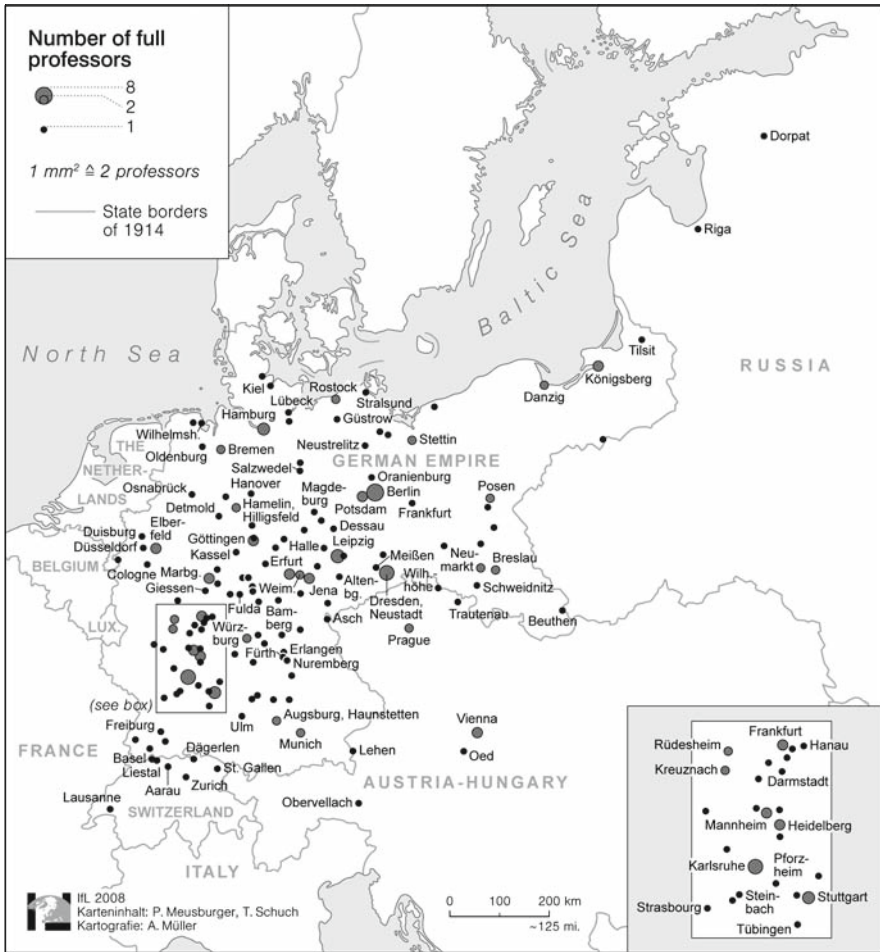 Number of full
professors
8
2
1
1 mm² ≙ 2 professors
State borders
of 1914
North Sea
Baltic Sea
Dorpat
Riga
RUSSIA
Tilsit
Königsberg
Danzig
Kiel
Rostock
Lübeck
Stralsund
Hamburg
Güstrow
Wilhelmsh.
THE
NETHER-
LANDS
Oldenburg
Bremen
Neustrelitz
Stettin
GERMAN EMPIRE
Salzwedel
Oranienburg
Osnabrück
Hanover
Magde-
burg
Berlin
Potsdam
Posen
Detmold
Hamelin,
Hilligsfeld
Frankfurt
Duisburg
Elber-
feld
Dessau
Düsseldorf
Göttingen
Leipzig
BELGIUM
Kassel
Halle
Meißen
Neu-
markt
Breslau
Cologne
Marbg.
Erfurt
Wilh.-
höhe
Giessen
Weim.
Jena
Alten-
bg.
Schweidnitz
Fulda
Bam-
berg
Dresden,
Neustadt
Trautenau
Beuthen
LUX.
Würz-
burg
Asch
Prague
Fürth
Erlangen
Nuremberg
(see box)
Ulm
Augsburg, Haunstetten
Vienna
Freiburg
Munich
Lehen
Oed
FRANCE
Dägerlen
Basel
Liestal
St. Gallen
AUSTRIA-HUNGARY
Aarau
Zurich
Lausanne
SWITZERLAND
Obervellach
ITALY
IfL 2008
Karteninhalt: P. Meusburger, T. Schuch
Kartografie: A. Müller
0 100 200 km
~125 mi.
Frankfurt
Rüdesheim
Hanau
Kreuznach
Darmstadt
Mannheim
Heidelberg
Karlsruhe
Pforz-
heim
Strasbourg
Stein-
bach
Stuttgart
Tübingen